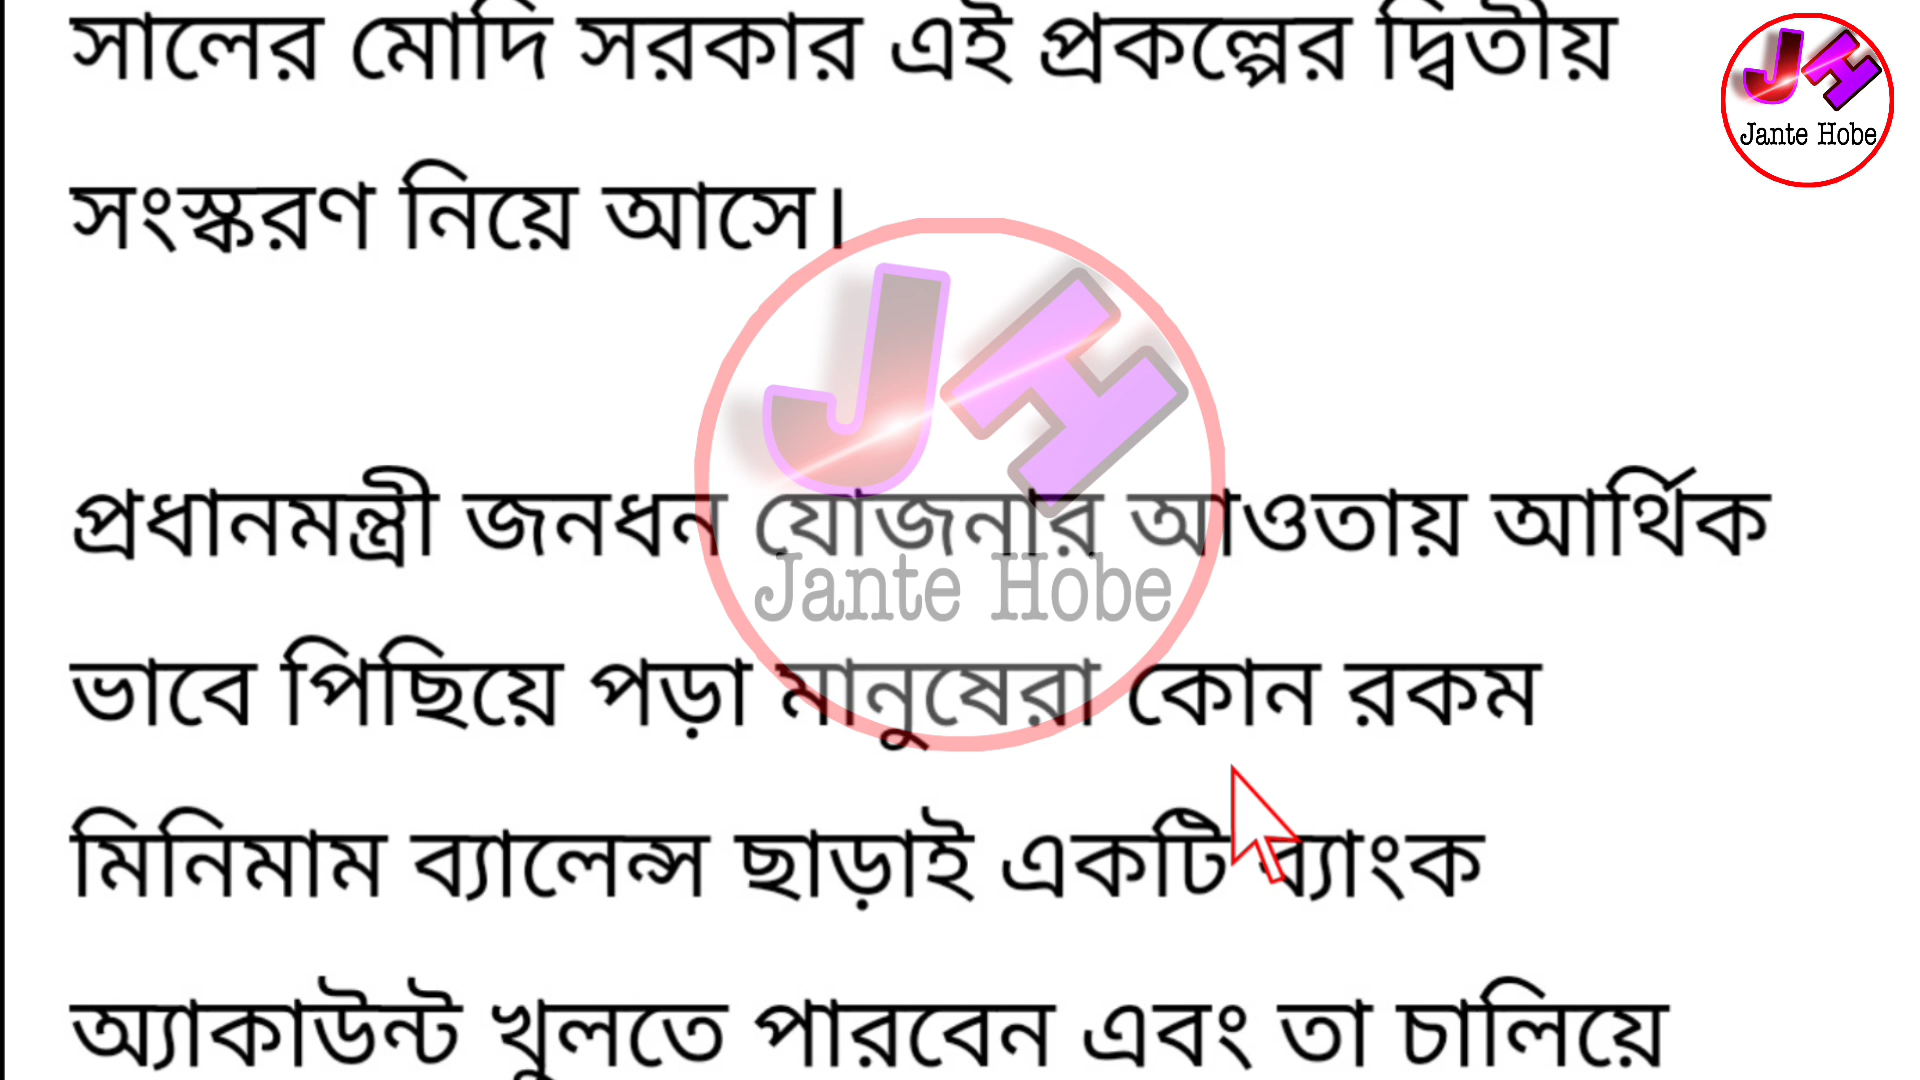 সালের মোদি সরকার এই প্রকল্পের দ্বিতীয়
Jante Hobe
সংস্করণ নিয়ে আসে।
প্রধানমন্ত্রী জনধন যোজনার আওতায় আর্থিক
Jante Hobe
ভাবে পিছিয়ে পড়া মানুষেরা কোন রকম
মিনিমাম ব্যালেন্স ছাড়াই একটি ব্যাংক
অ্যাকাউন্ট খুলতে পারবেন এবং তা চালিয়ে